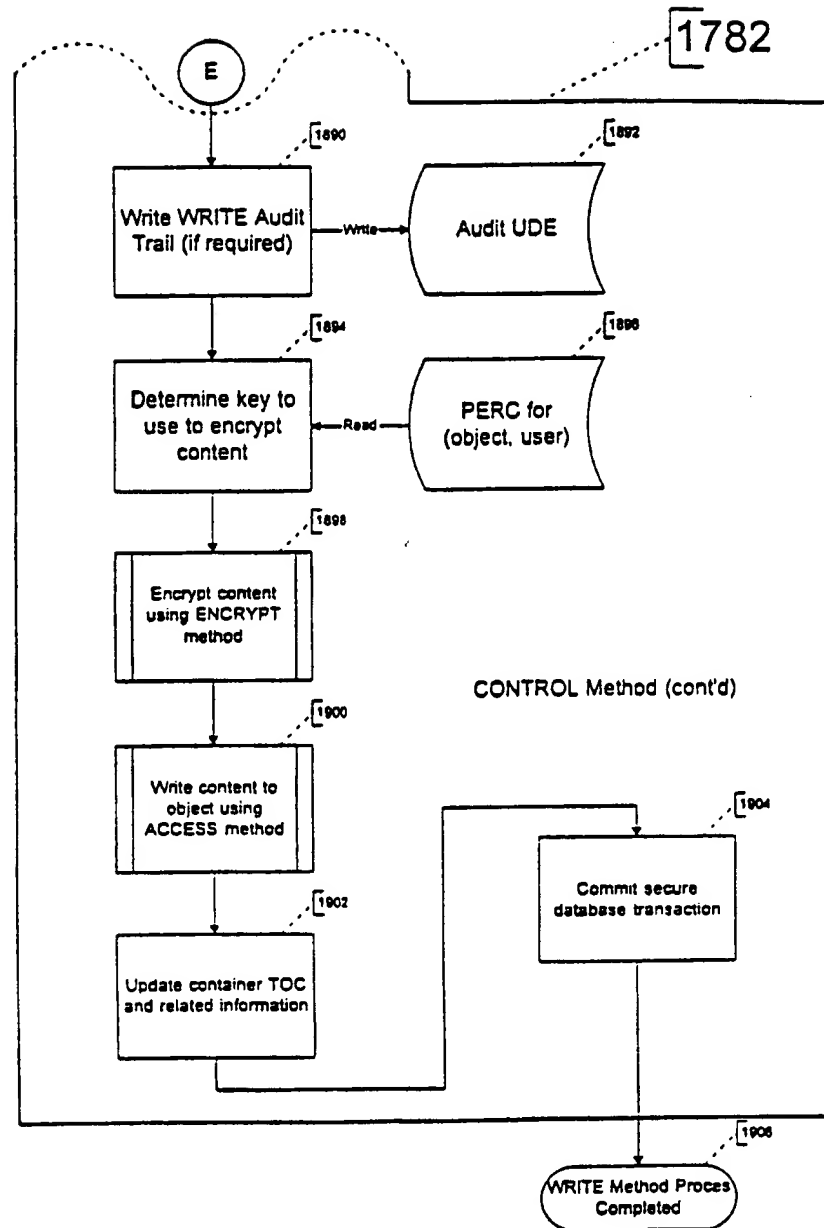 1782
E
1890
Write WRITE Audit
Trail (if required)
Write
1892
Audit UDE
1894
Determine key to
use to encrypt
content
Read
1896
PERC for
(object, user)
1898
Encrypt content
using ENCRYPT
method
CONTROL Method (cont'd)
1900
Write content to
object using
ACCESS method
1902
Update container TOC
and related information
1904
Commit secure
database transaction
1906
WRITE Method Proces
Completed